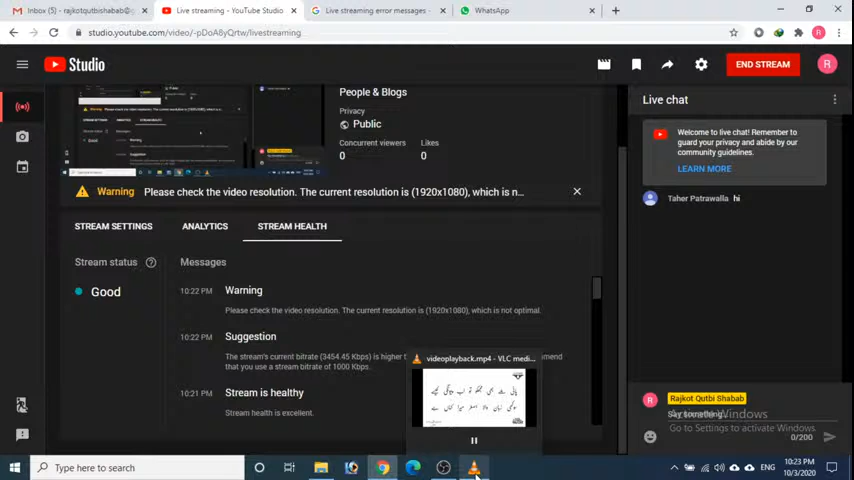 Inbox (5) - rajkotqutbishabab@g
Live streaming - YouTube Studio
Live streaming error messages -
WhatsApp
studio.youtube.com/video/-pDoA8yQrtw/livestreaming
Studio
END STREAM
R
People & Blogs
Privacy
Public
Concurrent viewers
Likes
0
0
Warning Please check the video resolution. The current resolution is (1920x1080), which is n...
STREAM SETTINGS
ANALYTICS
STREAM HEALTH
Stream status
Good
Messages
10:22 PM Warning
Please check the video resolution. The current resolution is (1920x1080), which is not optimal.
10:22 PM Suggestion
The stream's current bitrate (3454.45 Kbps) is higher t
mend
that you use a stream bitrate of 1000 Kbps.
10:21 PM Stream is healthy
Stream health is excellent.
videoplayback.mp4 - VLC medi...
Live chat
Welcome to live chat! Remember to
guard your privacy and abide by our
community guidelines.
LEARN MORE
Taher Patrawalla hi
R Rajkot Qutbi Shabab
Say something...
Windows
Go to Settings to activate Windows.
0/200
Type here to search
ENG
10:23 PM
10/3/2020